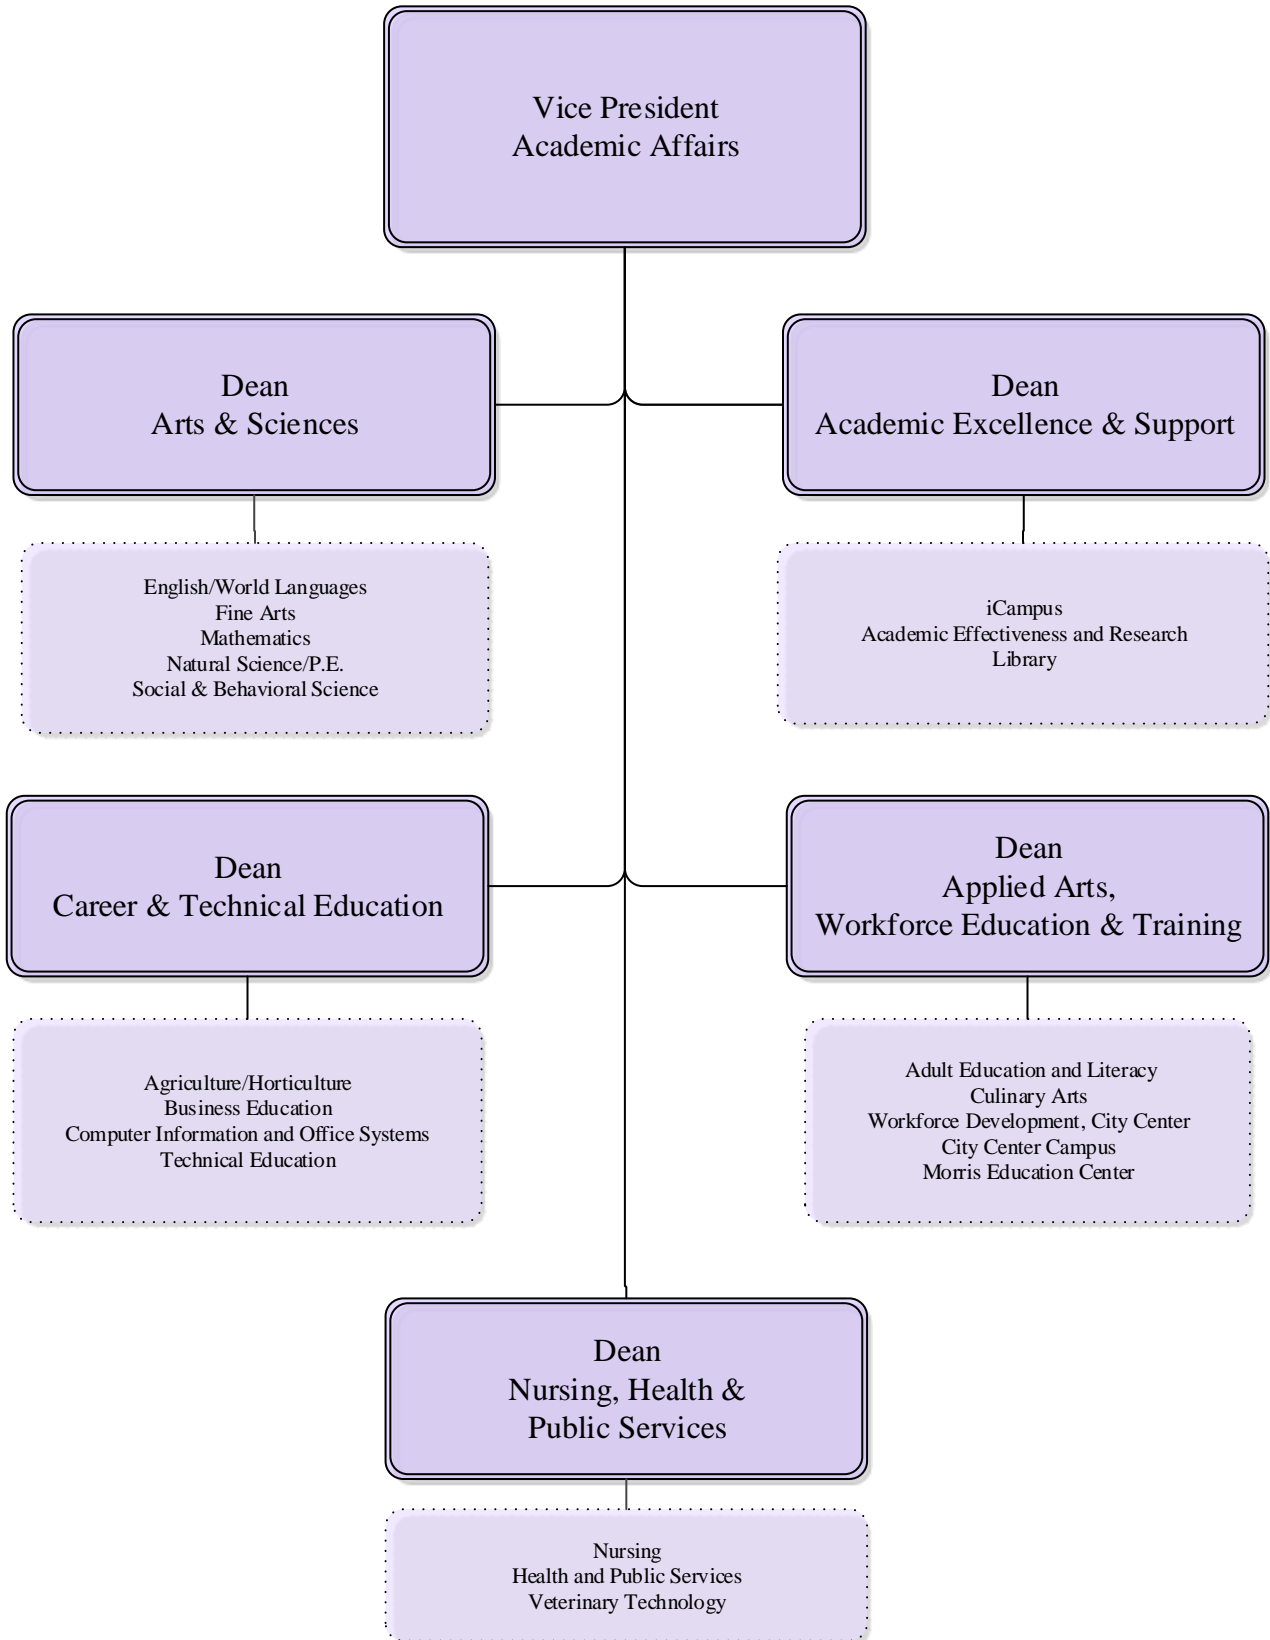 Vice President
Academic Affairs
Dean
Arts & Sciences
Dean
Academic Excellence & Support
English/World Languages
Fine Arts
Mathematics
Natural Science/P.E.
Social & Behavioral Science
iCampus
Academic Effectiveness and Research
Library
Dean
Career & Technical Education
Dean
Applied Arts,
Workforce Education & Training
Agriculture/Horticulture
Business Education
Computer Information and Office Systems
Technical Education
Adult Education and Literacy
Culinary Arts
Workforce Development, City Center
City Center Campus
Morris Education Center
Dean
Nursing, Health &
Public Services
Nursing
Health and Public Services
Veterinary Technology